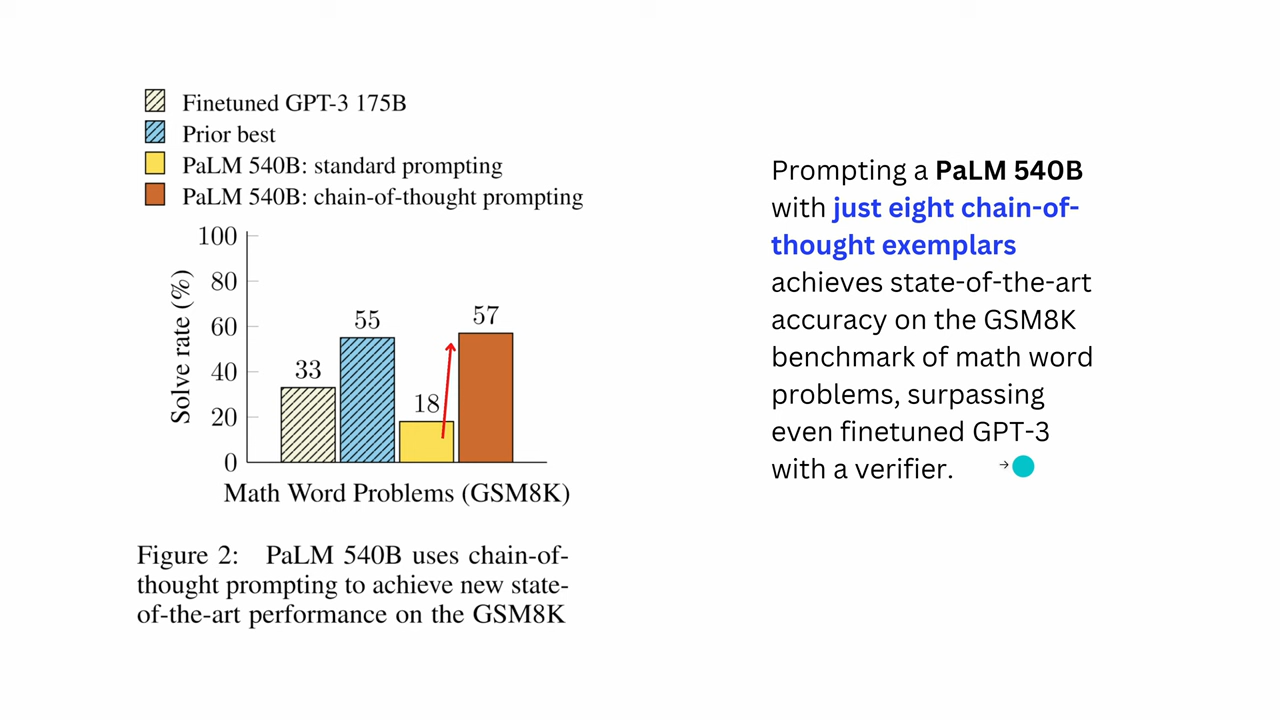 Finetuned GPT-3 175B
Prior best
PaLM 540B: standard prompting
PaLM 540B: chain-of-thought prompting
100
80
60
40
20
0
Solve rate (%)
33
55
18
57
Math Word Problems (GSM8K)
Figure 2: PaLM 540B uses chain-of-
thought prompting to achieve new state-
of-the-art performance on the GSM8K
Prompting a PaLM 540B
with just eight chain-of-
thought exemplars
achieves state-of-the-art
accuracy on the GSM8K
benchmark of math word
problems, surpassing
even finetuned GPT-3
with a verifier.